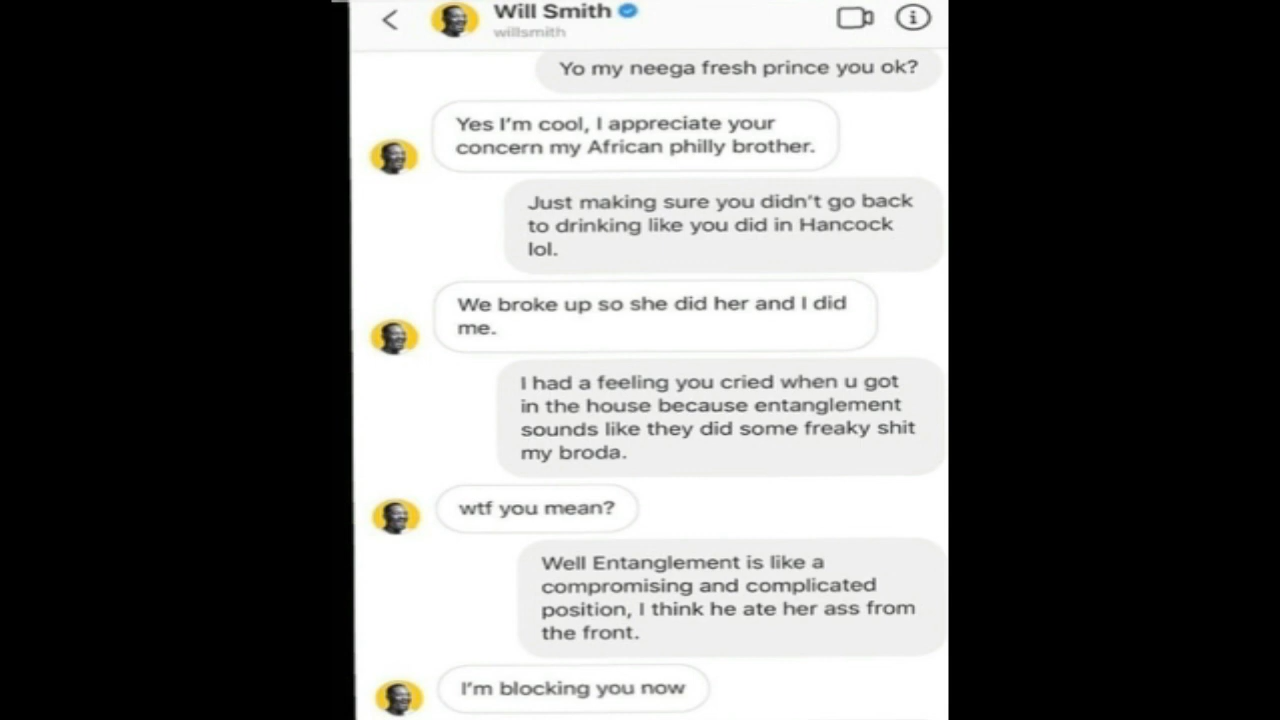 Will Smith
willsmith
Yo my neega fresh prince you ok?
Yes I'm cool, I appreciate your
concern my African philly brother.
Just making sure you didn't go back
to drinking like you did in Hancock
lol.
We broke up so she did her and I did
me.
I had a feeling you cried when u got
in the house because entanglement
sounds like they did some freaky shit
my broda.
wtf you mean?
Well Entanglement is like a
compromising and complicated
position, I think he ate her ass from
the front.
I'm blocking you now